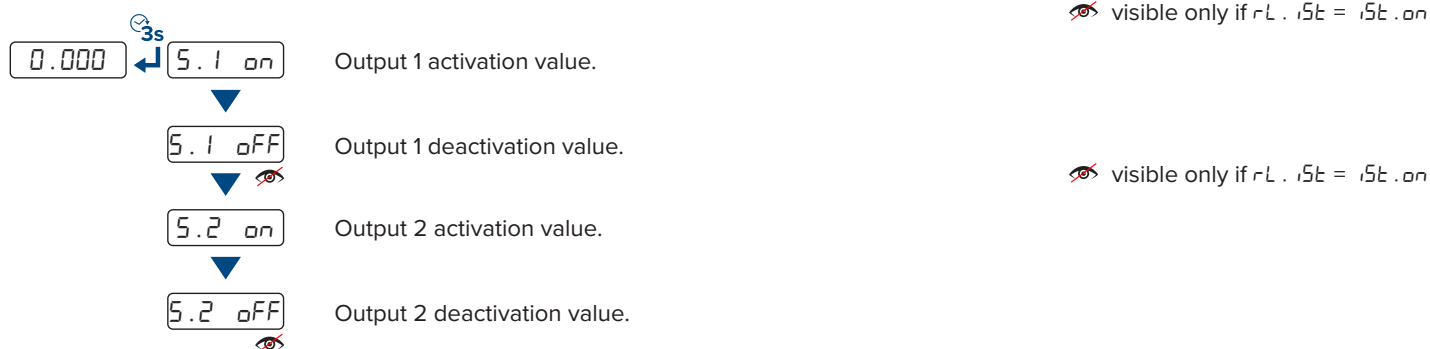 visible only if rL. iSt = iSt.on
3s
0.000
S.1 on
Output 1 activation value.
S.1 oFF
Output 1 deactivation value.
visible only if rL. iSt = iSt.on
S.2 on
Output 2 activation value.
S.2 oFF
Output 2 deactivation value.